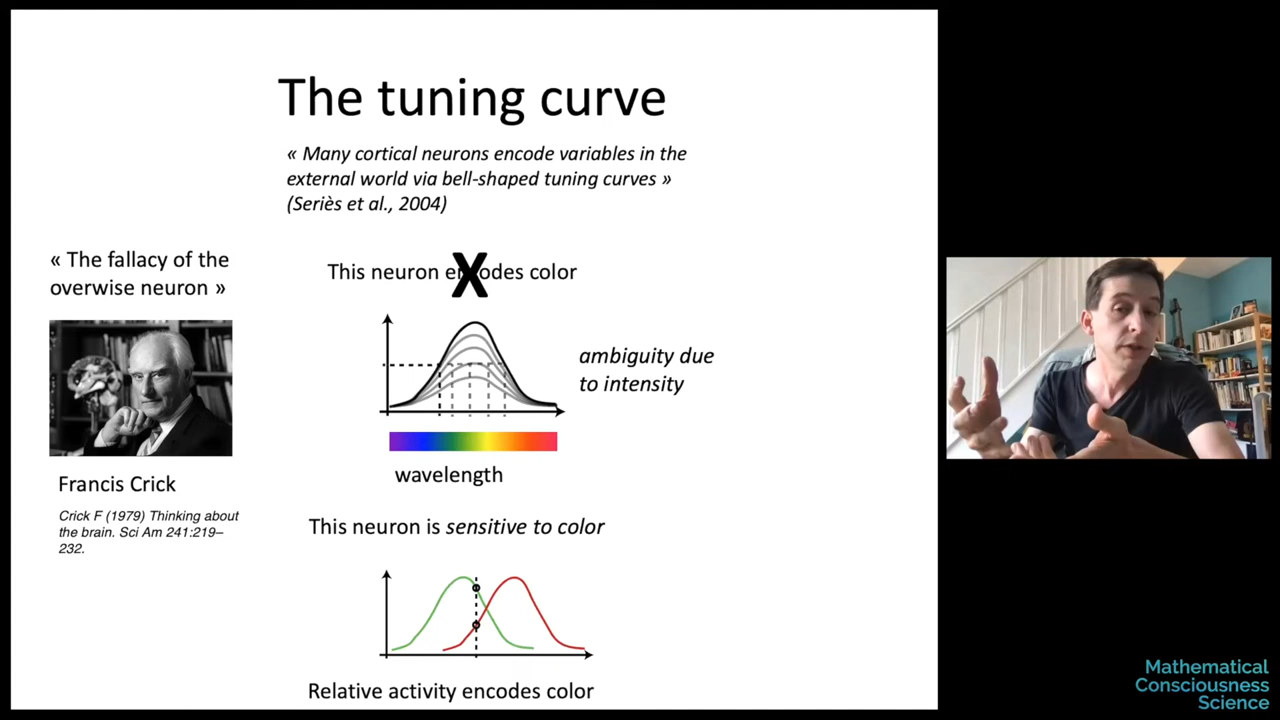 The tuning curve
« Many cortical neurons encode variables in the
external world via bell-shaped tuning curves »
(Seriès et al., 2004)
« The fallacy of the
overwise neuron »
Francis Crick
Crick F (1979) Thinking about
the brain. Sci Am 241:219–
232.
This neuron encodes color
X
ambiguity due
to intensity
wavelength
This neuron is sensitive to color
Relative activity encodes color
Mathematical
Consciousness
Science